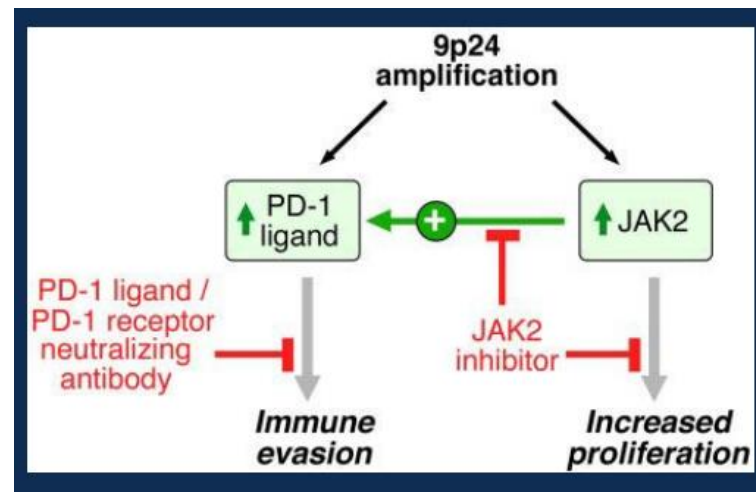 9p24
amplification
PD-1
ligand
+
JAK2
PD-1 ligand /
PD-1 receptor
neutralizing
antibody
JAK2
inhibitor
Immune
evasion
Increased
proliferation